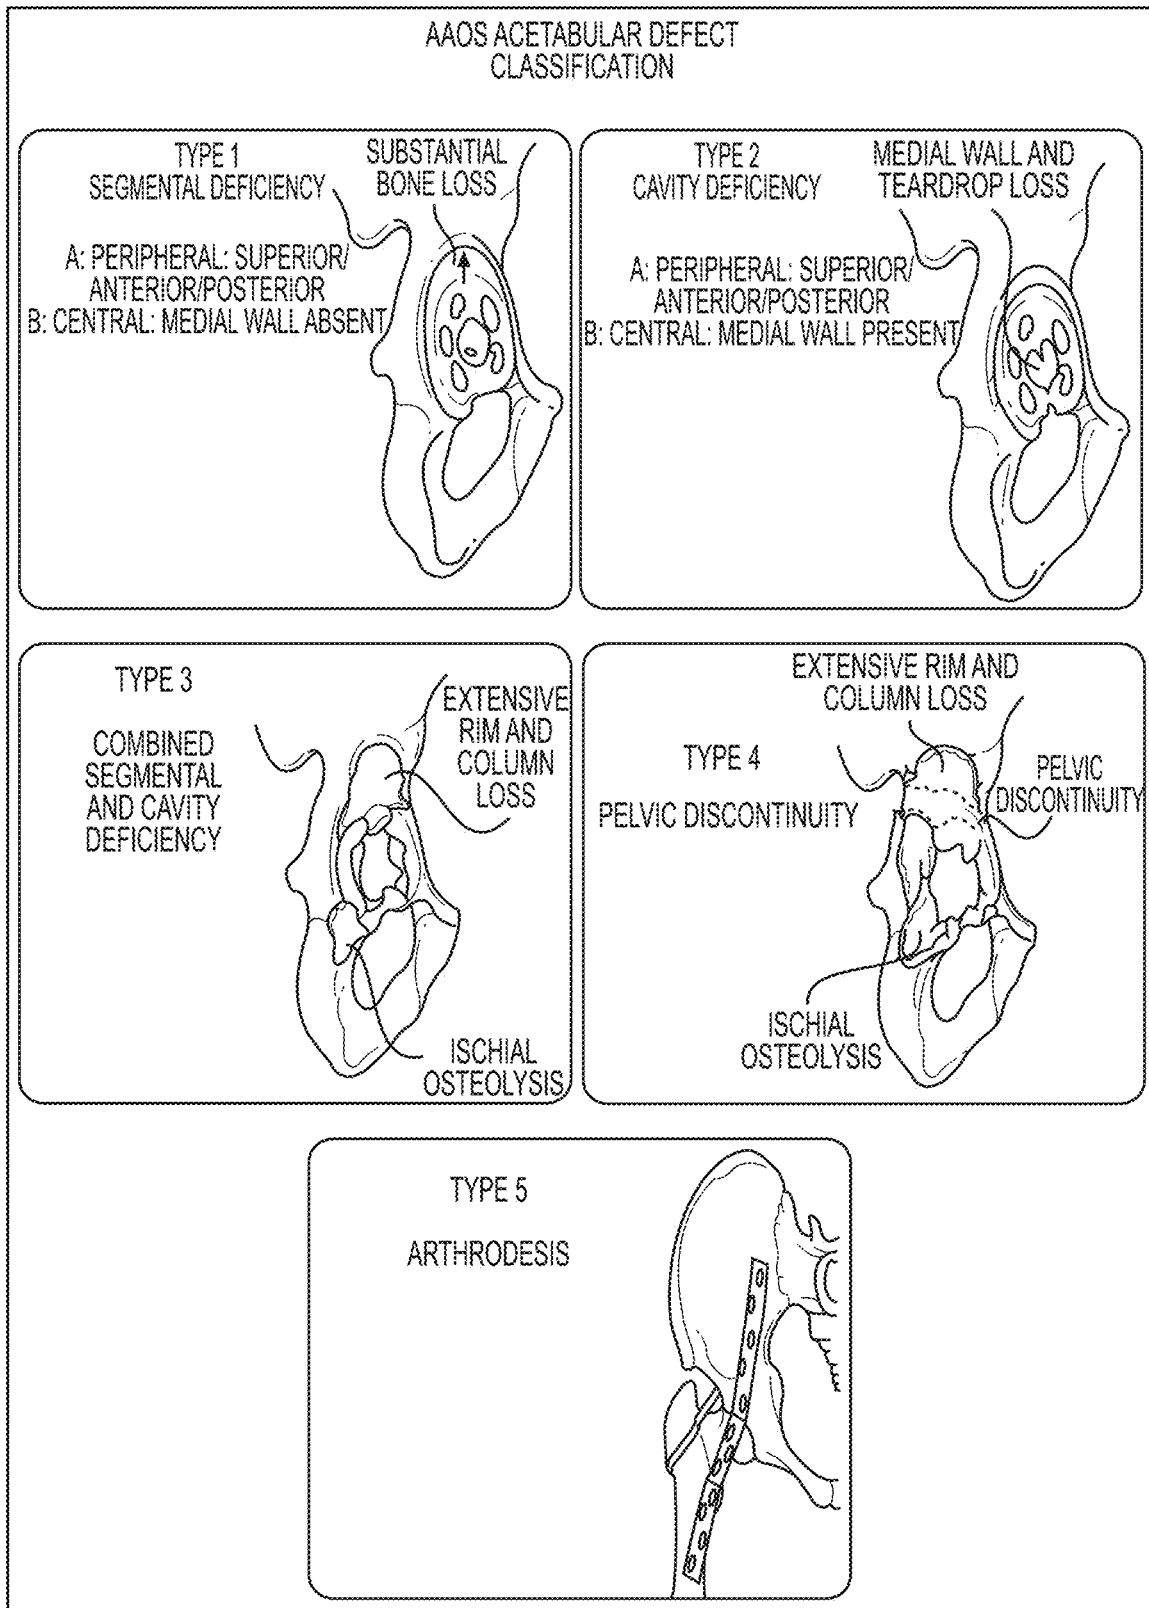 AAOS ACETABULAR DEFECT
CLASSIFICATION
TYPE 1
SEGMENTAL DEFICIENCY
SUBSTANTIAL
BONE LOSS
A: PERIPHERAL: SUPERIOR/
ANTERIOR/POSTERIOR
B: CENTRAL: MEDIAL WALL ABSENT
TYPE 2
CAVITY DEFICIENCY
MEDIAL WALL AND
TEARDROP LOSS
A: PERIPHERAL: SUPERIOR/
ANTERIOR/POSTERIOR
B: CENTRAL: MEDIAL WALL PRESENT
TYPE 3
COMBINED
SEGMENTAL
AND CAVITY
DEFICIENCY
EXTENSIVE
RIM AND
COLUMN
LOSS
ISCHIAL
OSTEOLYSIS
EXTENSIVE RIM AND
COLUMN LOSS
TYPE 4
PELVIC DISCONTINUITY
PELVIC
DISCONTINUITY
ISCHIAL
OSTEOLYSIS
TYPE 5
ARTHRODESIS